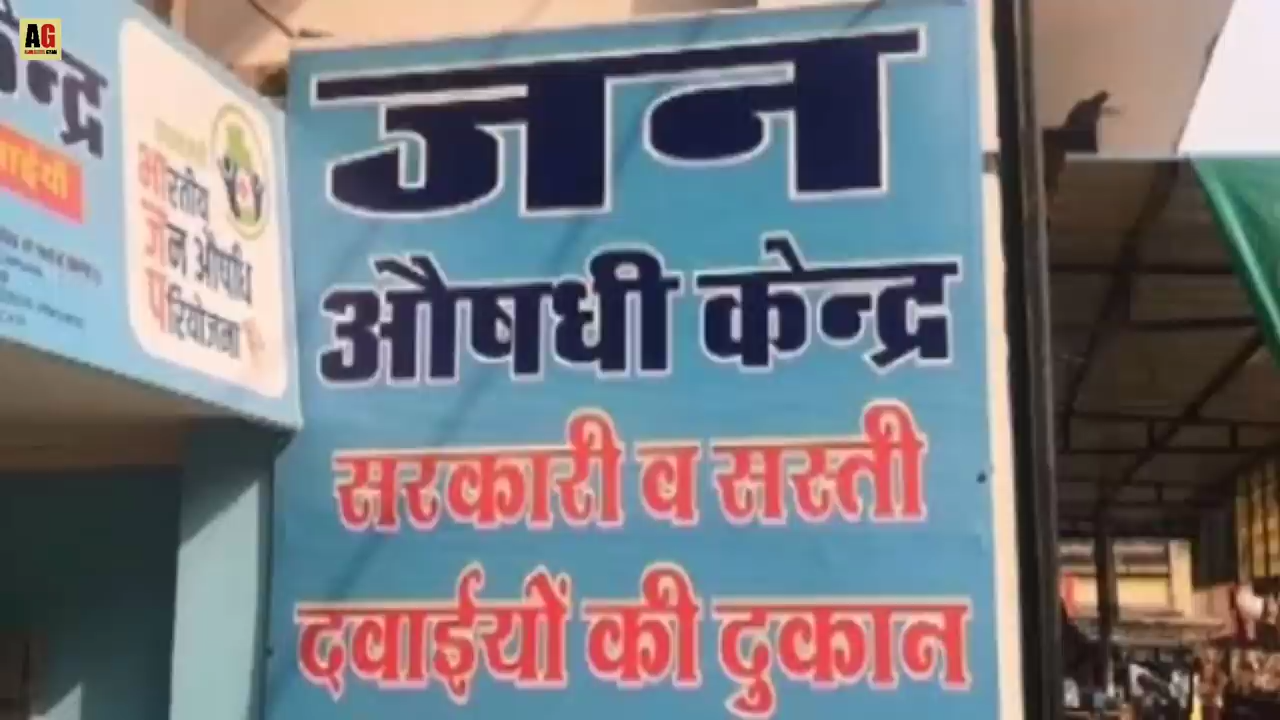 AG
न्द्र
भारतीय
जन औषधि
परियोजना
जन
औषधी केन्द्र
सरकारी व सस्ती
दवाईयों की दुकान